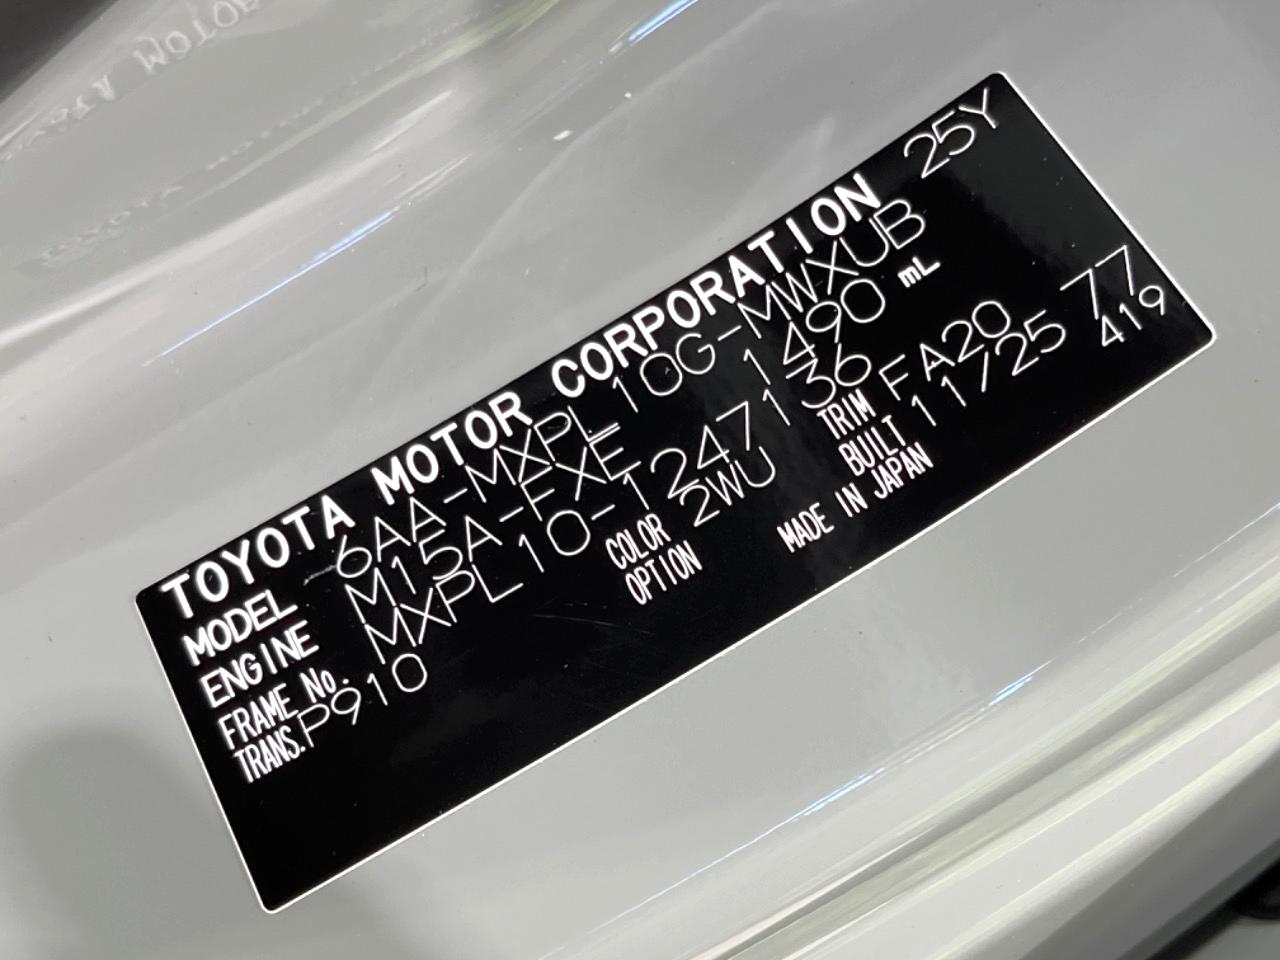 TOYOTA MOTOR CORPORATION 25Y
MODEL 6AA-MXPL10G-MWXUB
ENGINE M15A-FXE 1490 mL
FRAME No. MXPL10-1247136
TRANS. P910
COLOR 2WU TRIM FA20 77
OPTION BUILT 11/25 419
MADE IN JAPAN